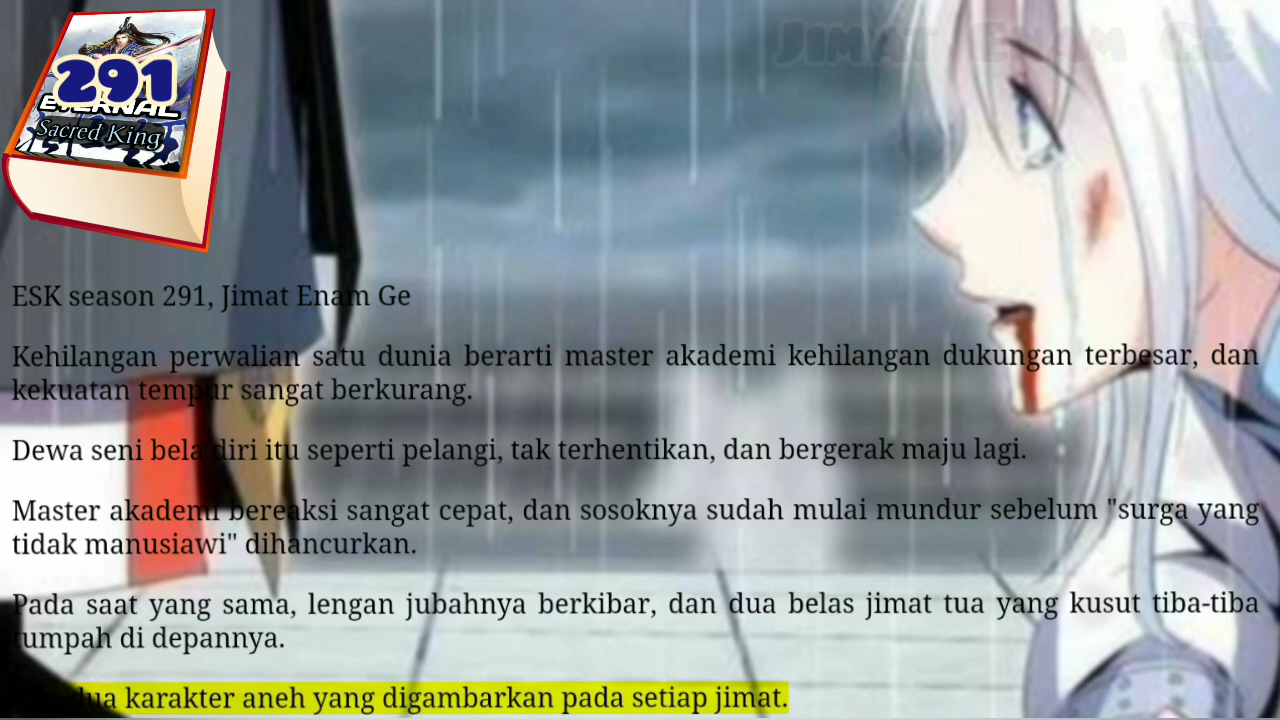 Jimat Enam Ge
291
ETERNAL
Sacred King
ESK season 291, Jimat Enam Ge
Kehilangan perwalian satu dunia berarti master akademi kehilangan dukungan terbesar, dan
kekuatan tempur sangat berkurang.
Dewa seni bela diri itu seperti pelangi, tak terhentikan, dan bergerak maju lagi.
Master akademi bereaksi sangat cepat, dan sosoknya sudah mulai mundur sebelum "surga yang
tidak manusiawi" dihancurkan.
Pada saat yang sama, lengan jubahnya berkibar, dan dua belas jimat tua yang kusut tiba-tiba
tumpah di depannya.
dua karakter aneh yang digambarkan pada setiap jimat.